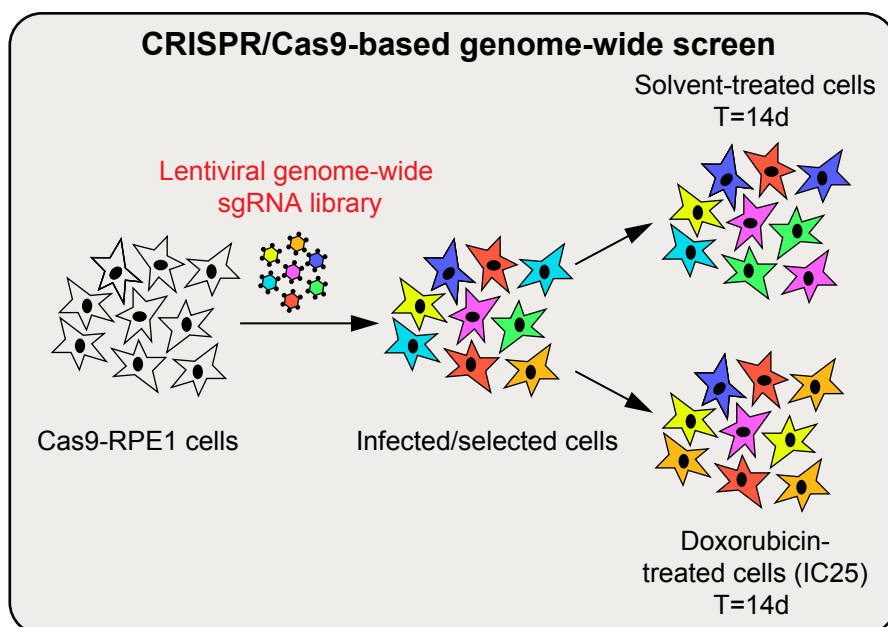 CRISPR/Cas9-based genome-wide screen
Solvent-treated cells
T=14d
Lentiviral genome-wide
sgRNA library
Cas9-RPE1 cells
Infected/selected cells
Doxorubicin-
treated cells (IC25)
T=14d